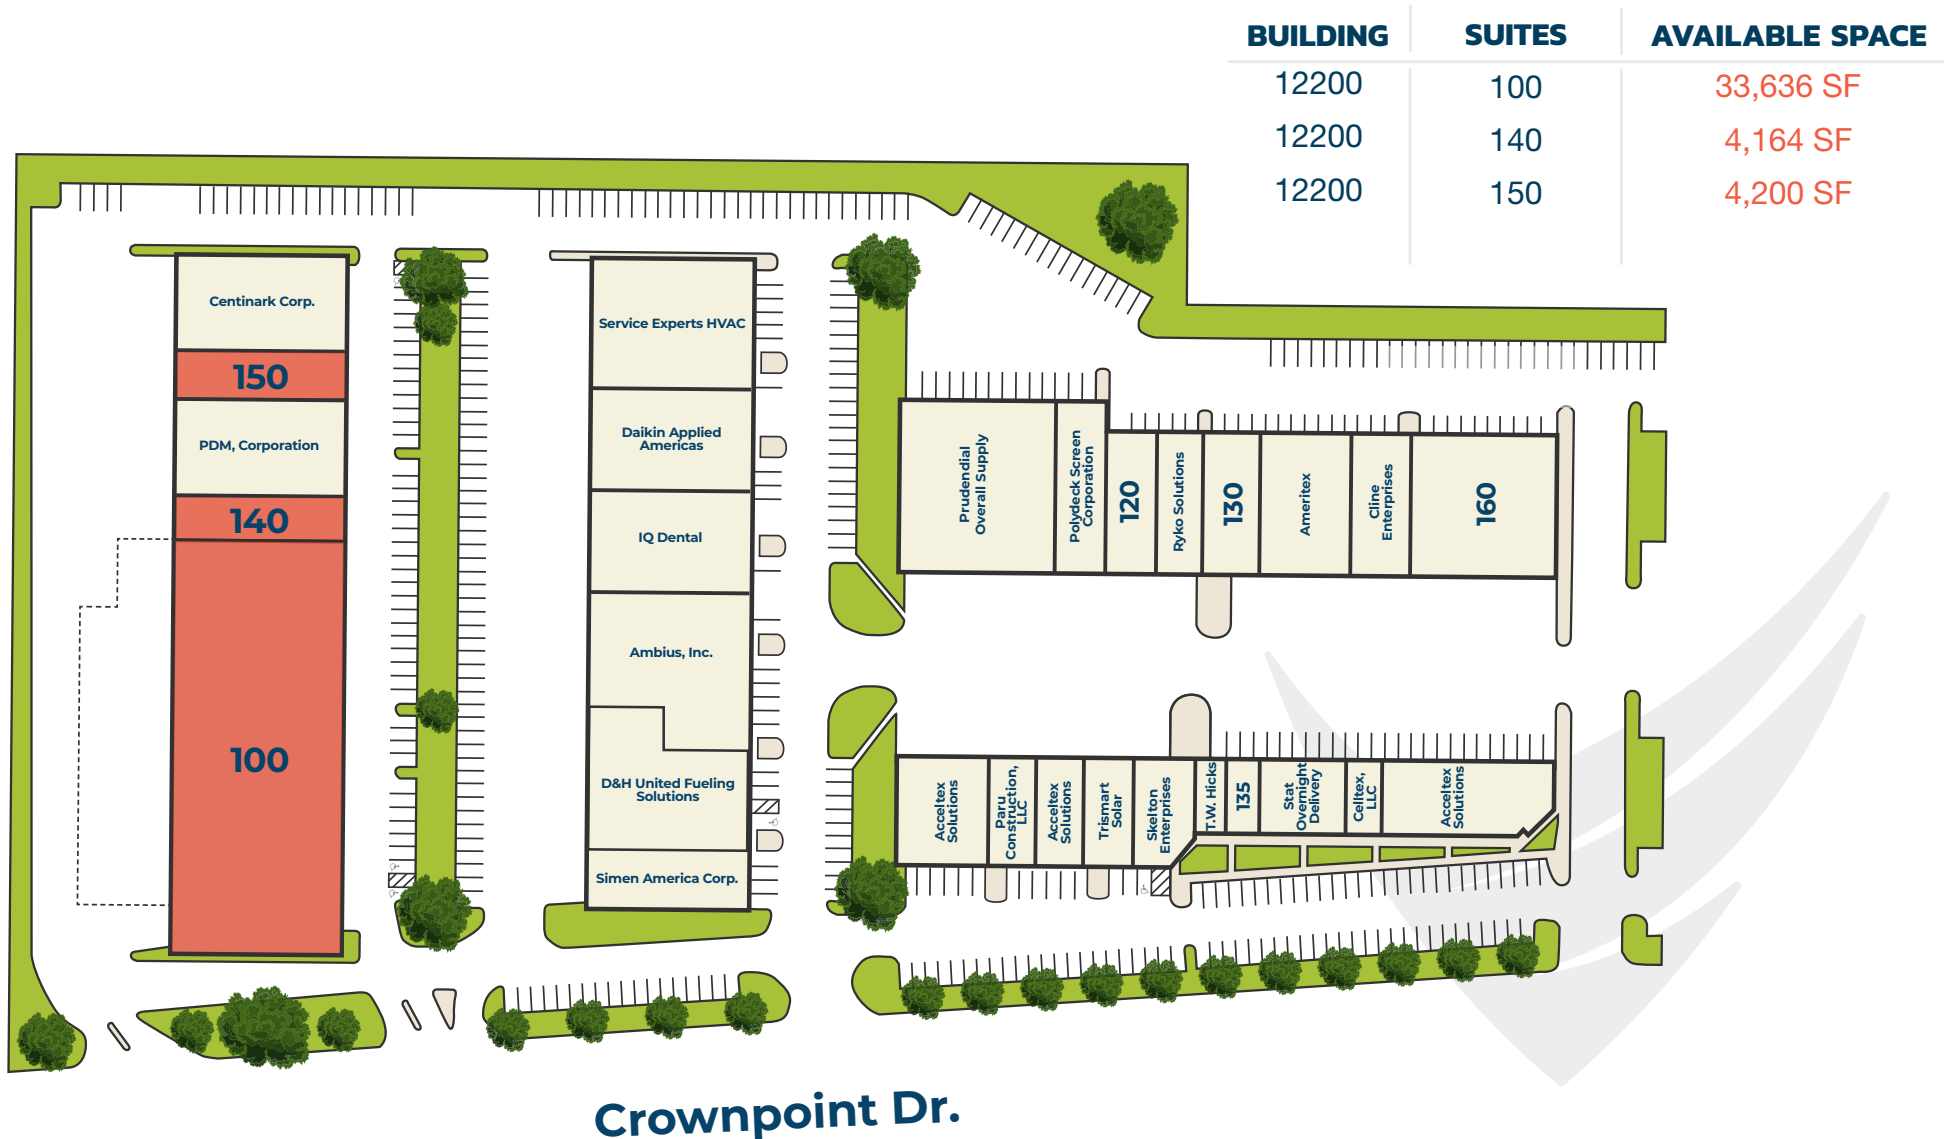 BUILDING SUITES AVAILABLE SPACE
12200 100 33,636 SF
12200 140 4,164 SF
12200 150 4,200 SF
Centinark Corp.
150
PDM, Corporation
140
100
Service Experts HVAC
Daikin Applied
Americas
IQ Dental
Ambius, Inc.
D&H United Fueling
Solutions
Simen America Corp.
Prudendial
Overall Supply
Polydeck Screen
Corporation
120
Ryko Solutions
130
Ameritex
Cline
Enterprises
160
Acceltex
Solutions
Paru
Construction,
LLC
Acceltex
Solutions
Trismart
Solar
Skelton
Enterprises
T.W. Hicks
135
Stat
Overnight
Delivery
Celltex,
LLC
Acceltex
Solutions
Crownpoint Dr.